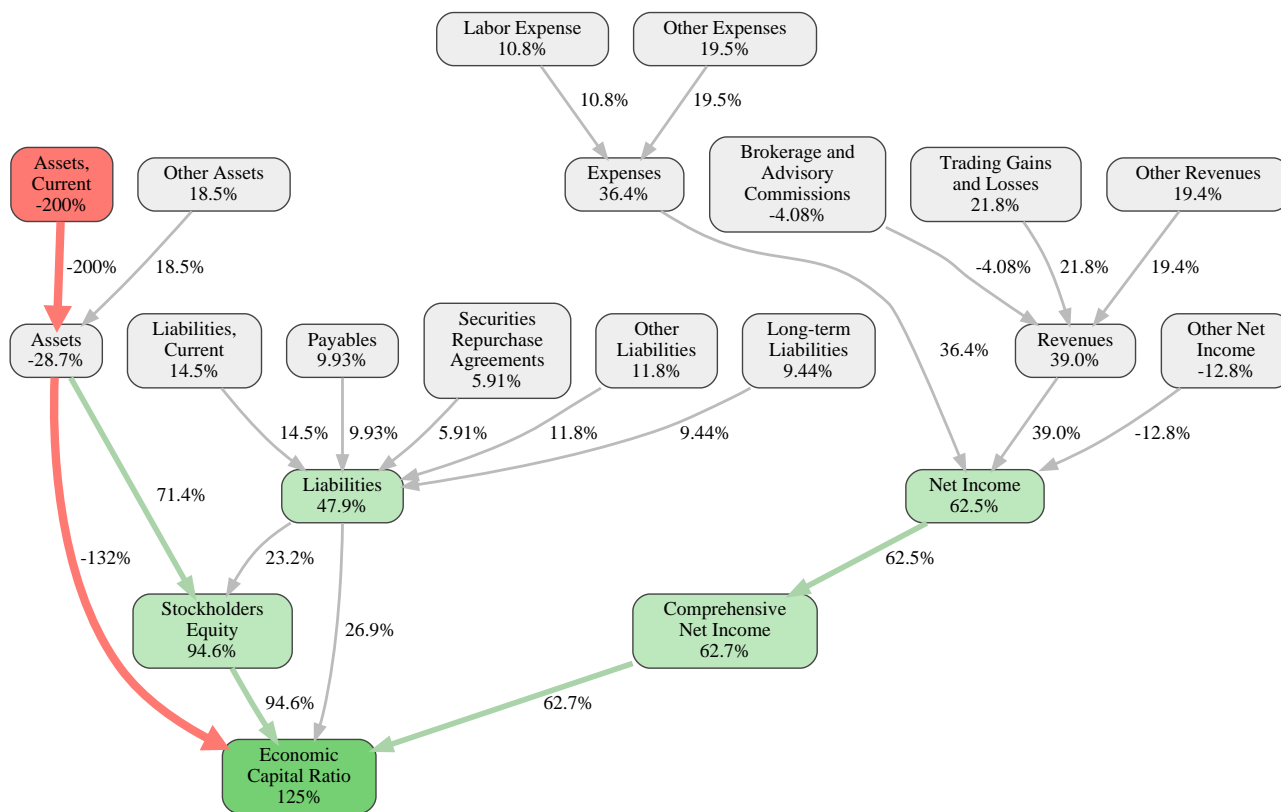 Labor Expense
10.8%
Other Expenses
19.5%
10.8%
19.5%
Assets,
Current
-200%
Other Assets
18.5%
Expenses
36.4%
Brokerage and
Advisory
Commissions
-4.08%
Trading Gains
and Losses
21.8%
Other Revenues
19.4%
-200%
18.5%
-4.08%
21.8%
19.4%
Assets
-28.7%
Liabilities,
Current
14.5%
Payables
9.93%
Securities
Repurchase
Agreements
5.91%
Other
Liabilities
11.8%
Long-term
Liabilities
9.44%
36.4%
Revenues
39.0%
Other Net
Income
-12.8%
14.5%
9.93%
5.91%
11.8%
9.44%
39.0%
-12.8%
71.4%
Liabilities
47.9%
Net Income
62.5%
-132%
23.2%
62.5%
Stockholders
Equity
94.6%
26.9%
Comprehensive
Net Income
62.7%
94.6%
62.7%
Economic
Capital Ratio
125%